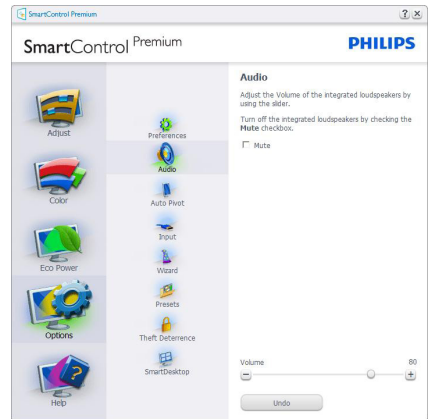 SmartControl Premium
SmartControl Premium
PHILIPS
Adjust
Color
Eco Power
Options
Help
Preferences
Audio
Auto Pivot
Input
Wizard
Presets
Theft Deterrence
SmartDesktop
Audio
Adjust the Volume of the integrated loudspeakers by
using the slider.
Turn off the integrated loudspeakers by checking the
Mute checkbox.
Mute
Volume 80
Undo